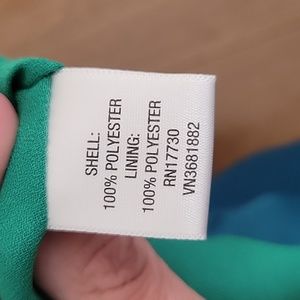 SHELL:
100% POLYESTER
LINING:
100% POLYESTER
RN17730
VN3681882